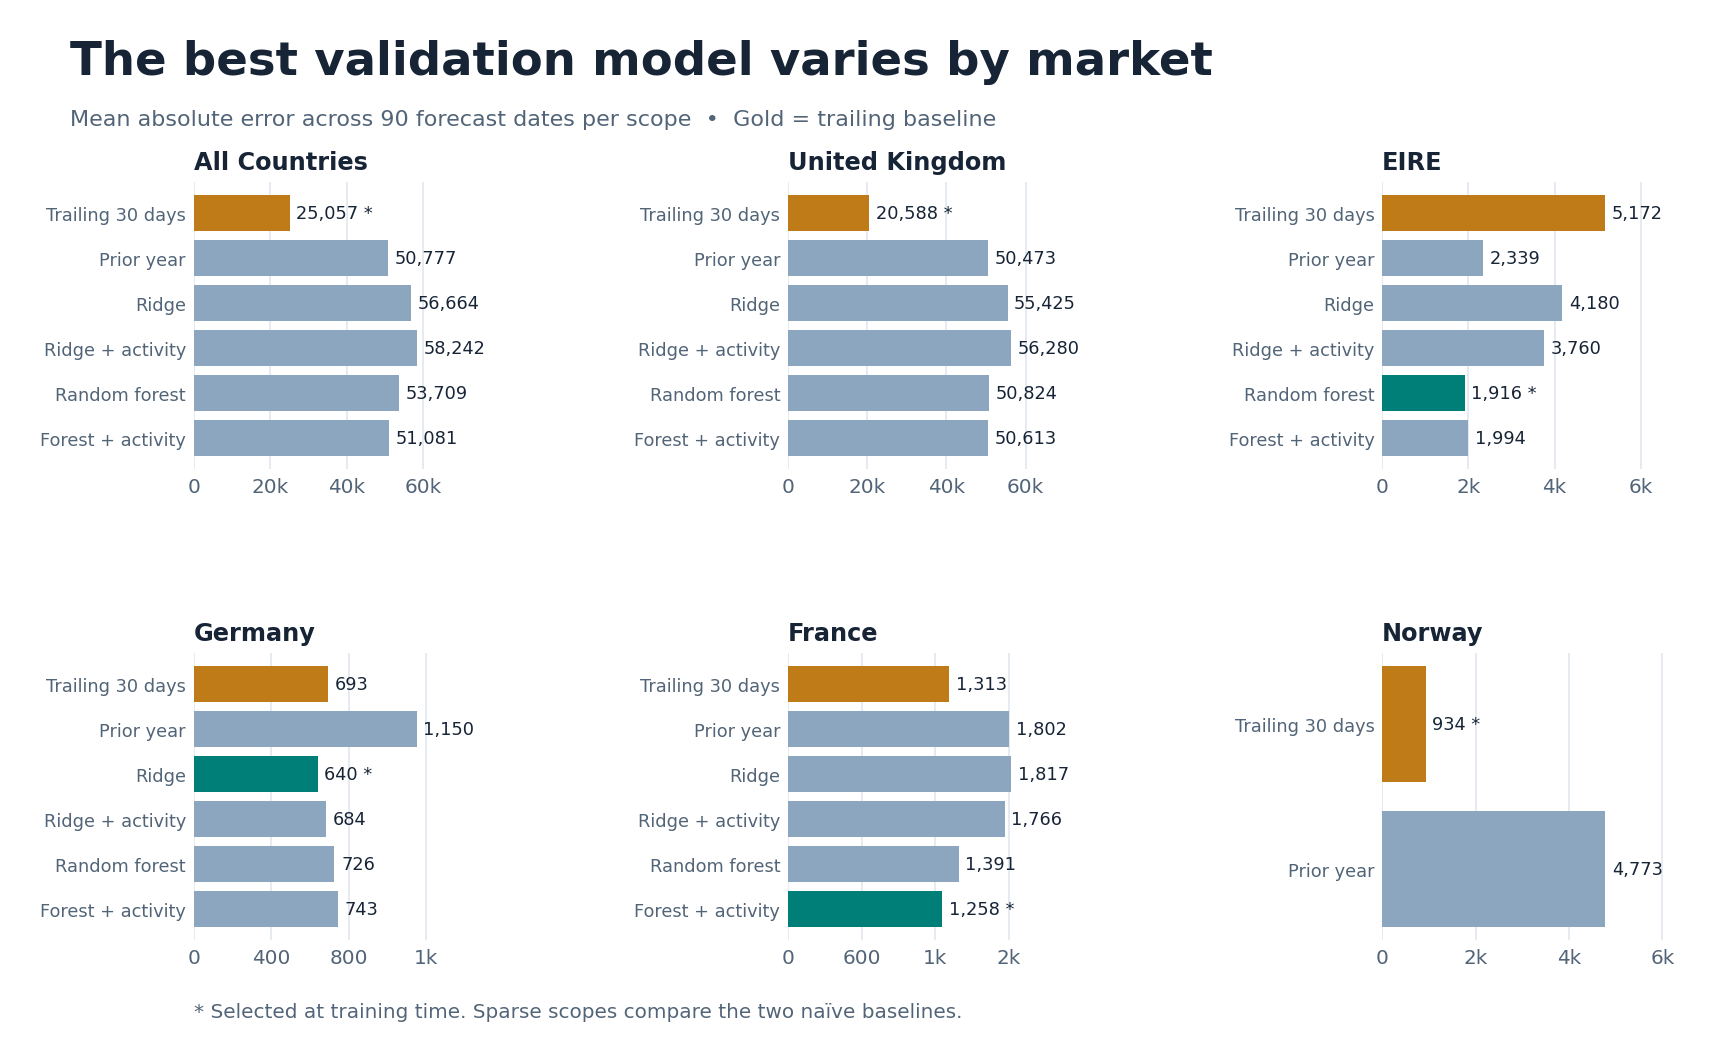 The best validation model varies by market
Mean absolute error across 90 forecast dates per scope • Gold = trailing baseline
All Countries
Trailing 30 days 25,057 *
Prior year 50,777
Ridge 56,664
Ridge + activity 58,242
Random forest 53,709
Forest + activity 51,081
0 20k 40k 60k
United Kingdom
Trailing 30 days 20,588 *
Prior year 50,473
Ridge 55,425
Ridge + activity 56,280
Random forest 50,824
Forest + activity 50,613
0 20k 40k 60k
EIRE
Trailing 30 days 5,172
Prior year 2,339
Ridge 4,180
Ridge + activity 3,760
Random forest 1,916 *
Forest + activity 1,994
0 2k 4k 6k
Germany
Trailing 30 days 693
Prior year 1,150
Ridge 640 *
Ridge + activity 684
Random forest 726
Forest + activity 743
0 400 800 1k
France
Trailing 30 days 1,313
Prior year 1,802
Ridge 1,817
Ridge + activity 1,766
Random forest 1,391
Forest + activity 1,258 *
0 600 1k 2k
Norway
Trailing 30 days 934 *
Prior year 4,773
0 2k 4k 6k
* Selected at training time. Sparse scopes compare the two naïve baselines.